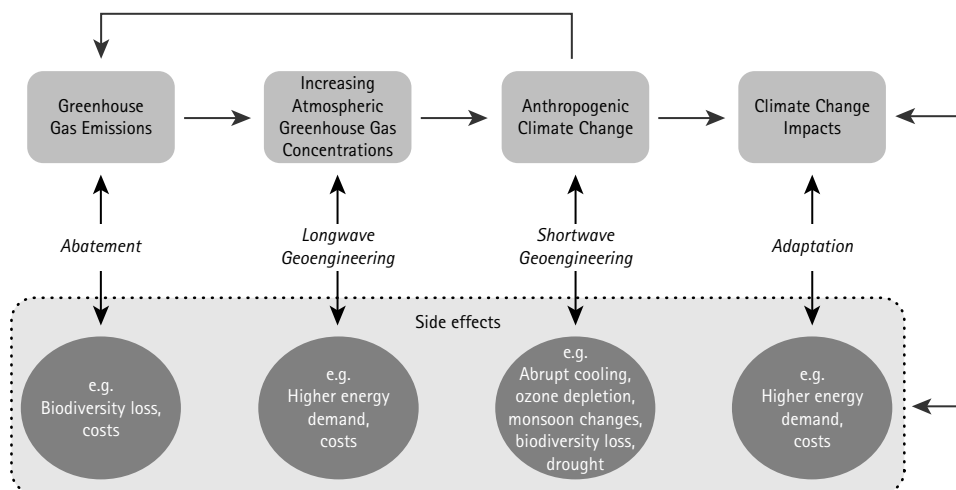 Greenhouse
Gas Emissions
Increasing
Atmospheric
Greenhouse Gas
Concentrations
Anthropogenic
Climate Change
Climate Change
Impacts
Abatement
Longwave
Geoengineering
Shortwave
Geoengineering
Adaptation
Side effects
e.g.
Biodiversity loss,
costs
e.g.
Higher energy
demand,
costs
e.g.
Abrupt cooling,
ozone depletion,
monsoon changes,
biodiversity loss,
drought
e.g.
Higher energy
demand,
costs